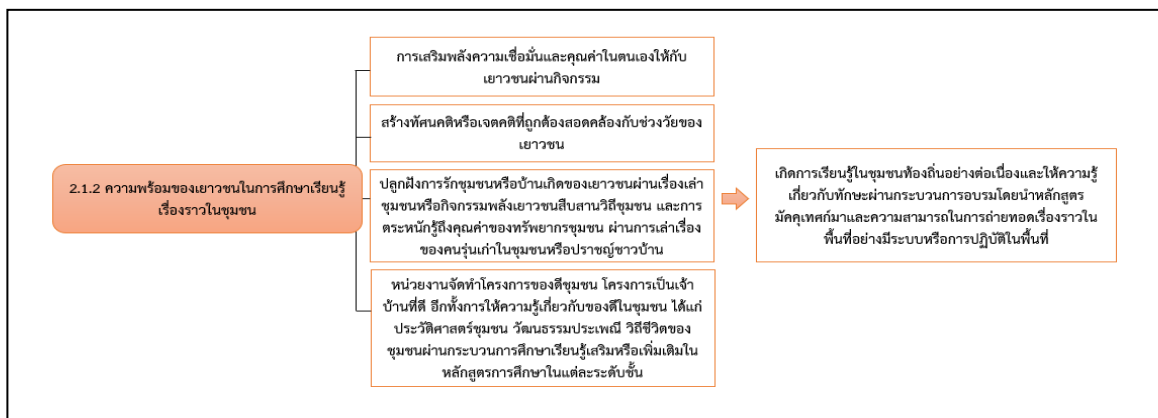 2.1.2 ความพร้อมของเยาวชนในการศึกษาเรียนรู้
เรื่องราวในชุมชน
การเสริมพลังความเชื่อมั่นและคุณค่าในตนเองให้กับ
เยาวชนผ่านกิจกรรม
สร้างทัศนคติหรือเจตคติที่ถูกต้องสอดคล้องกับช่วงวัยของ
เยาวชน
ปลูกฝังการรักชุมชนหรือบ้านเกิดของเยาวชนผ่านเรื่องเล่า
ชุมชนหรือกิจกรรมพลังเยาวชนสืบสานวิถีชุมชน และการ
ตระหนักรู้ถึงคุณค่าของทรัพยากรชุมชน ผ่านการเล่าเรื่อง
ของคนรุ่นเก่าในชุมชนหรือปราชญ์ชาวบ้าน
หน่วยงานจัดทำโครงการของดีชุมชน โครงการเป็นเจ้า
บ้านที่ดี อีกทั้งการให้ความรู้เกี่ยวกับของดีในชุมชน ได้แก่
ประวัติศาสตร์ชุมชน วัฒนธรรมประเพณี วิถีชีวิตของ
ชุมชนผ่านกระบวนการศึกษาเรียนรู้เสริมหรือเพิ่มเติมใน
หลักสูตรการศึกษาในแต่ละระดับชั้น
เกิดการเรียนรู้ในชุมชนท้องถิ่นอย่างต่อเนื่องและให้ความรู้
เกี่ยวกับทักษะผ่านกระบวนการอบรมโดยนำหลักสูตร
มัคคุเทศก์มาและความสามารถในการถ่ายทอดเรื่องราวใน
พื้นที่อย่างมีระบบหรือการปฏิบัติในพื้นที่